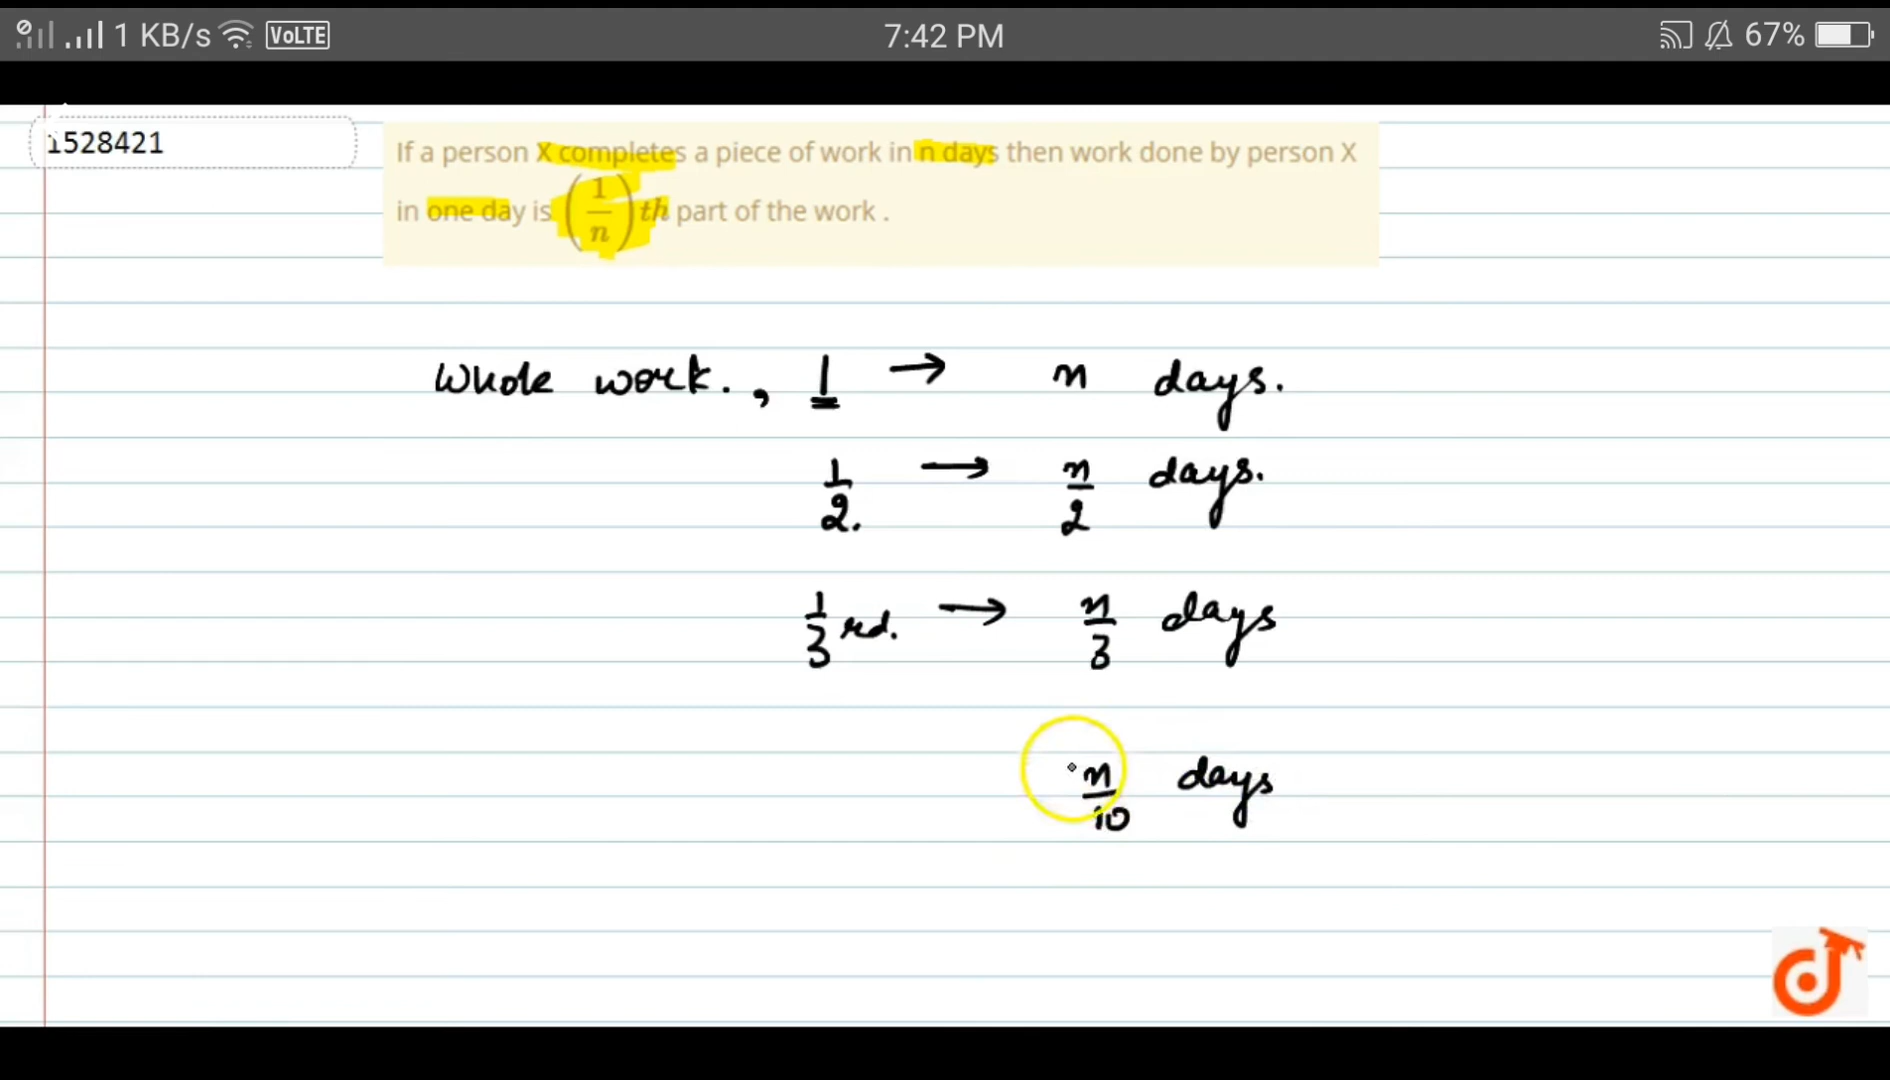 1 KB/s VoLTE 7:42 PM 67%
1528421
If a person X completes a piece of work in n days then work done by person X
in one day is (1/n)th part of the work .
Whole work. , 1 → n days.
1/2. → n/2 days.
1/3 rd. → n/3 days
n/10 days